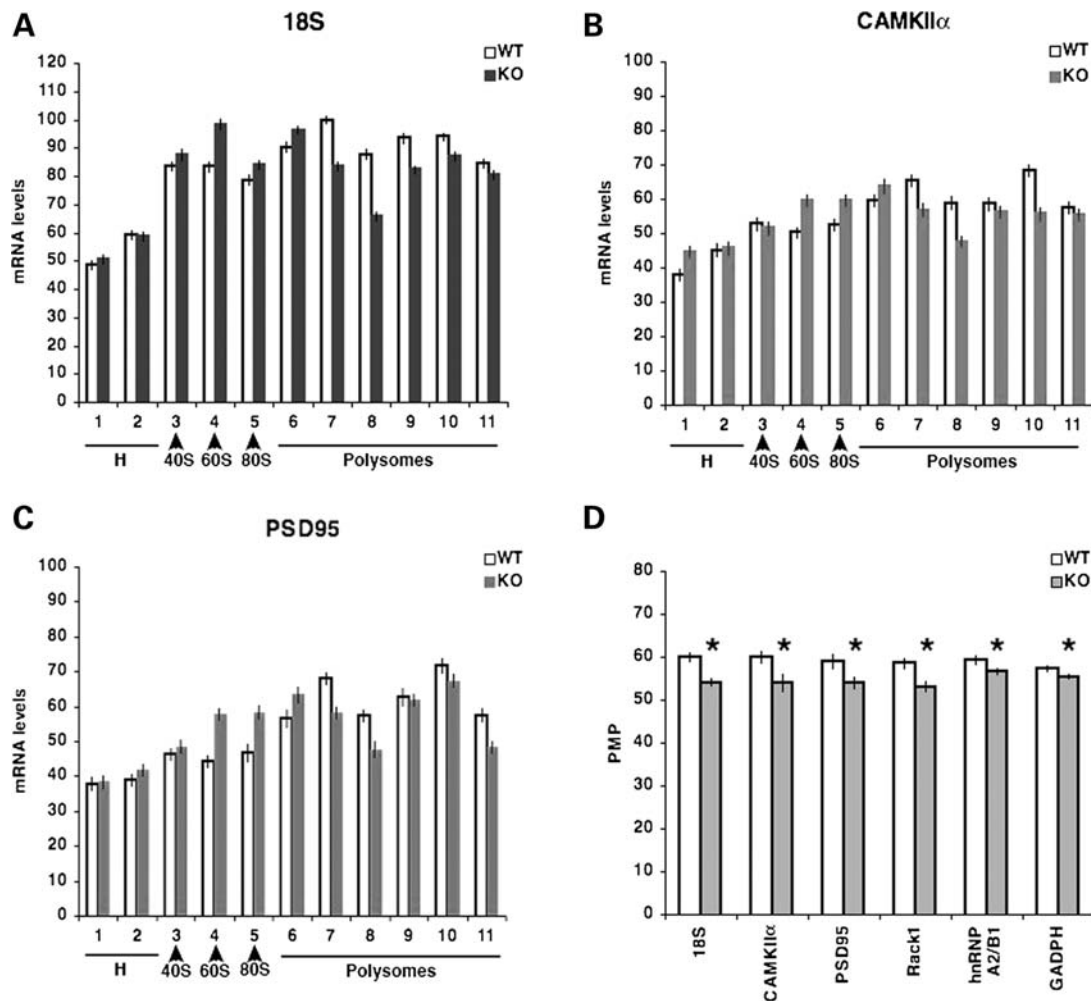 A
18S
WT
KO
mRNA levels
120
110
100
90
80
70
60
50
40
30
20
10
0
1 2 3 4 5 6 7 8 9 10 11
H 40S 60S 80S Polysomes
B
CAMKIIα
WT
KO
mRNA levels
100
90
80
70
60
50
40
30
20
10
0
1 2 3 4 5 6 7 8 9 10 11
H 40S 60S 80S Polysomes
C
PSD95
WT
KO
mRNA levels
100
90
80
70
60
50
40
30
20
10
0
1 2 3 4 5 6 7 8 9 10 11
H 40S 60S 80S Polysomes
D
WT
KO
PMP
80
70
60
50
40
30
20
10
0
* * * * * *
18S
CAMKIIα
PSD95
Rack1
hnRNP
A2/B1
GADPH